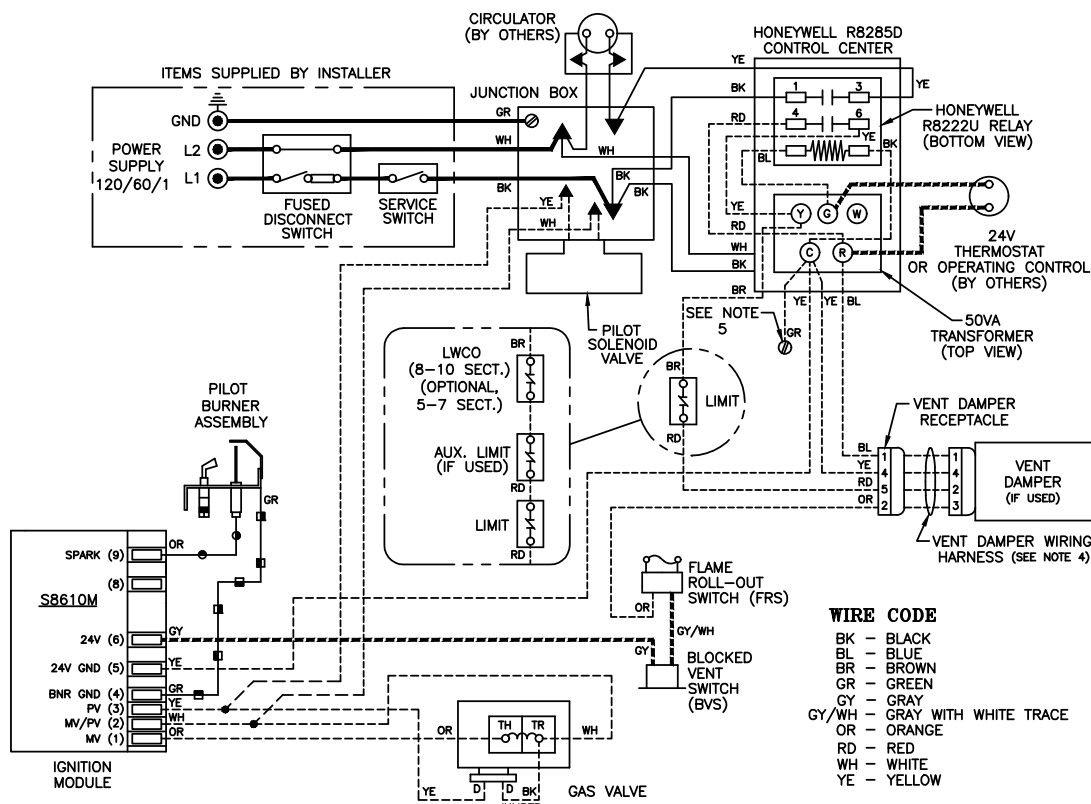 CIRCULATOR
(BY OTHERS)
HONEYWELL R8285D
CONTROL CENTER
ITEMS SUPPLIED BY INSTALLER
JUNCTION BOX
GND
GR
L2
WH
POWER
SUPPLY
120/60/1
L1
BK
FUSED
DISCONNECT
SWITCH
SERVICE
SWITCH
YE
WH
WH
BK
BK
YE
BK
RD
YE
1
3
4
6
YE
BL
BK
HONEYWELL
R8222U RELAY
(BOTTOM VIEW)
YE
RD
Y
G
W
C
R
WH
BK
BR
YE
YE
BL
24V
THERMOSTAT
OR OPERATING CONTROL
(BY OTHERS)
50VA
TRANSFORMER
(TOP VIEW)
SEE NOTE
5
GR
PILOT
SOLENOID
VALVE
BR
LWCO
(8-10 SECT.)
(OPTIONAL,
5-7 SECT.)
AUX. LIMIT
(IF USED)
RD
LIMIT
RD
BR
LIMIT
RD
PILOT
BURNER
ASSEMBLY
GR
VENT DAMPER
RECEPTACLE
BL
1
1
YE
4
4
RD
5
2
OR
2
3
VENT
DAMPER
(IF USED)
VENT DAMPER WIRING
HARNESS (SEE NOTE 4)
SPARK (9)
OR
(8)
S8610M
24V (6)
GY
24V GND (5)
YE
BNR GND (4)
GR
PV (3)
YE
MV/PV (2)
WH
MV (1)
OR
IGNITION
MODULE
FLAME
ROLL-OUT
SWITCH (FRS)
OR
GY/WH
GY
BLOCKED
VENT
SWITCH
(BVS)
OR
TH
TR
WH
YE
D
D
BK
GAS VALVE
WIRE CODE
BK – BLACK
BL – BLUE
BR – BROWN
GR – GREEN
GY – GRAY
GY/WH – GRAY WITH WHITE TRACE
OR – ORANGE
RD – RED
WH – WHITE
YE – YELLOW